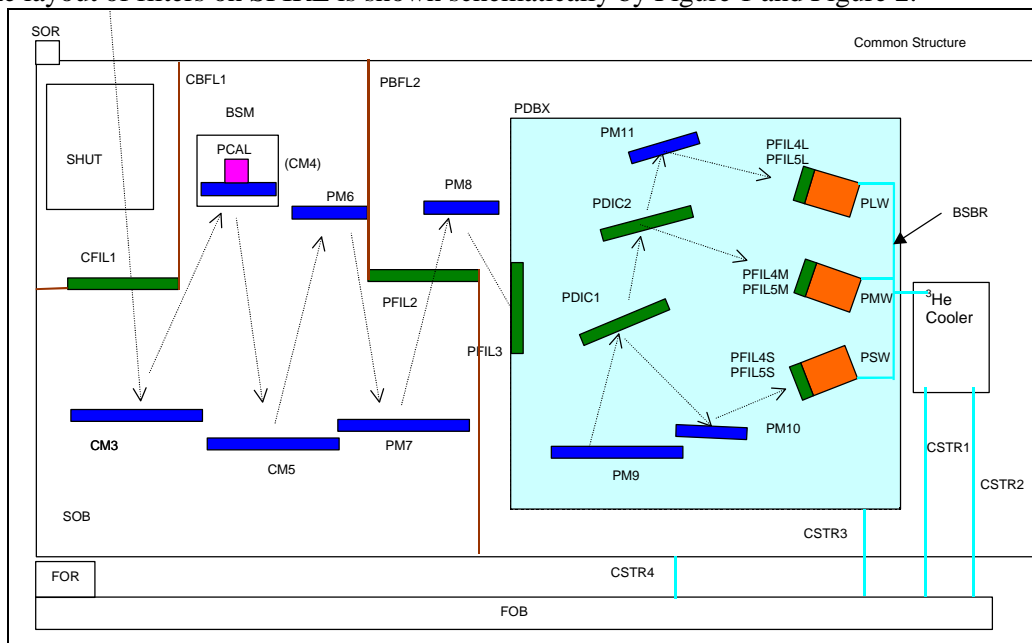 e layout of filters on SPIRE is shown schematically by Figure 1 and Figure 2.
SOR
Common Structure
CBFL1
PBFL2
BSM
PDBX
PCAL
(CM4)
SHUT
PM11
PFIL4L
PFIL5L
PM6
PM8
PDIC2
PLW
BSBR
CFIL1
PFIL2
PFIL4M
PFIL5M
PMW
PDIC1
3He
Cooler
PFIL3
PFIL4S
PFIL5S
PSW
CM3
PM7
CM5
PM10
PM9
CSTR1
CSTR2
SOB
CSTR3
CSTR4
FOR
FOB